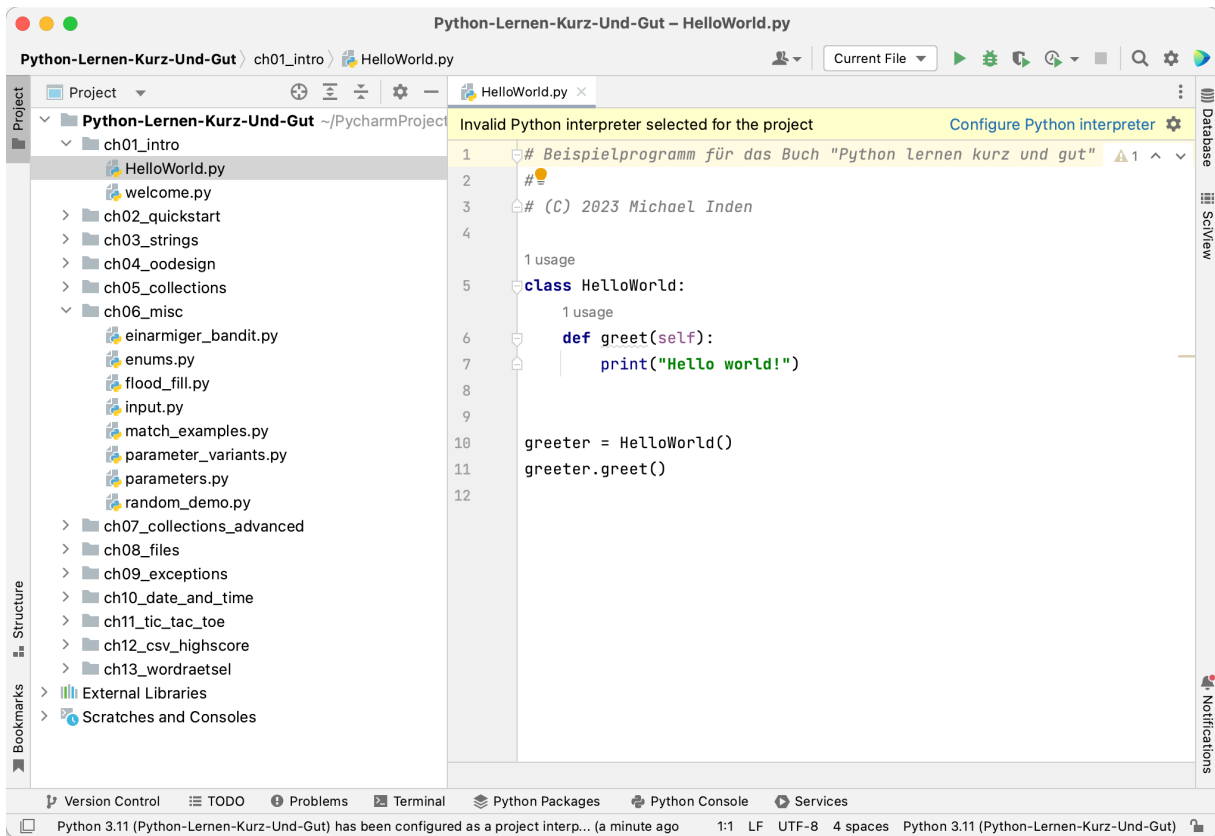 Python-Lernen-Kurz-Und-Gut – HelloWorld.py
Python-Lernen-Kurz-Und-Gut ch01_intro HelloWorld.py
Current File
Project
Project
Python-Lernen-Kurz-Und-Gut ~/PycharmProject
ch01_intro
HelloWorld.py
welcome.py
ch02_quickstart
ch03_strings
ch04_oodesign
ch05_collections
ch06_misc
einarmiger_bandit.py
enums.py
flood_fill.py
input.py
match_examples.py
parameter_variants.py
parameters.py
random_demo.py
ch07_collections_advanced
ch08_files
ch09_exceptions
ch10_date_and_time
ch11_tic_tac_toe
ch12_csv_highscore
ch13_wordraetsel
External Libraries
Scratches and Consoles
Structure
Bookmarks
HelloWorld.py
Invalid Python interpreter selected for the project Configure Python interpreter
1 # Beispielprogramm für das Buch "Python lernen kurz und gut" 1
2 #
3 # (C) 2023 Michael Inden
4
1 usage
5 class HelloWorld:
1 usage
6 def greet(self):
7 print("Hello world!")
8
9
10 greeter = HelloWorld()
11 greeter.greet()
12
Database
SciView
Notifications
Version Control TODO Problems Terminal Python Packages Python Console Services
Python 3.11 (Python-Lernen-Kurz-Und-Gut) has been configured as a project interp... (a minute ago 1:1 LF UTF-8 4 spaces Python 3.11 (Python-Lernen-Kurz-Und-Gut)